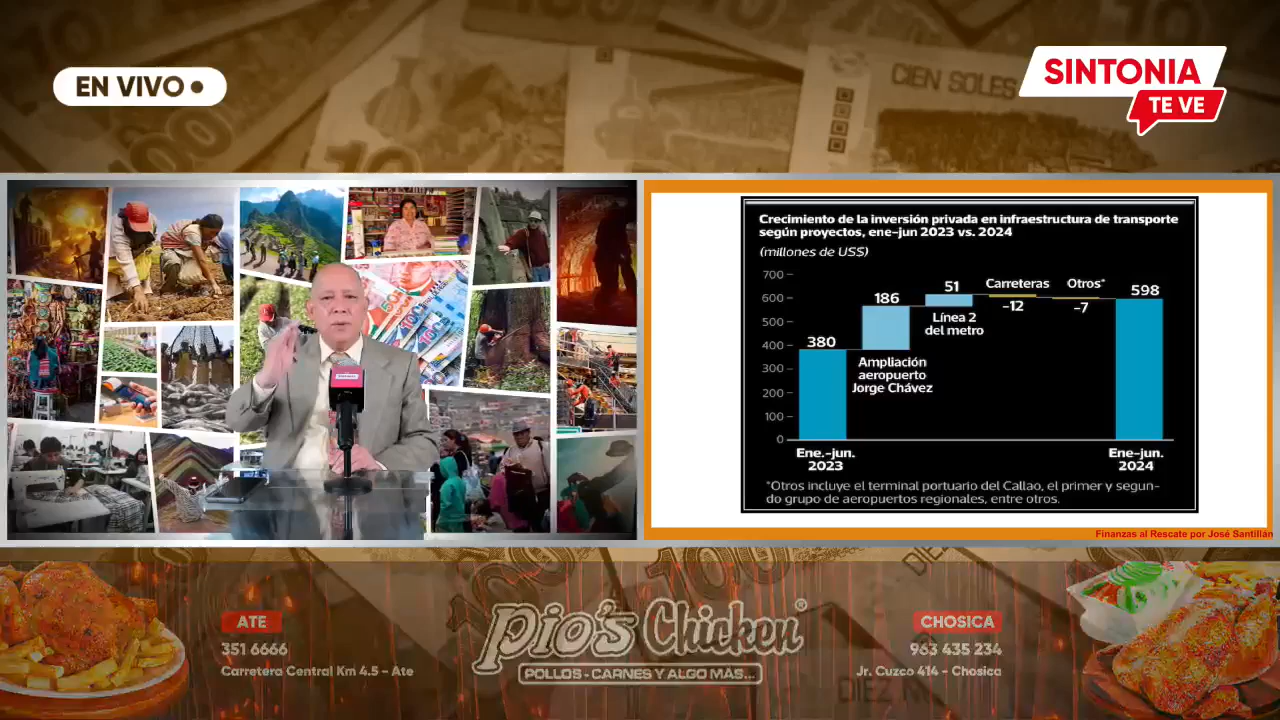 EN VIVO
CIEN SOLES
SINTONIA
TE VE
Crecimiento de la inversión privada en infraestructura de transporte
según proyectos, ene-jun 2023 vs. 2024
(millones de US$)
700
600
500
400
300
200
100
0
380
186
51
Carreteras
Otros*
598
-12
-7
Línea 2
del metro
Ampliación
aeropuerto
Jorge Chávez
Ene.-jun.
2023
Ene-jun.
2024
*Otros incluye el terminal portuario del Callao, el primer y segun-
do grupo de aeropuertos regionales, entre otros.
Finanzas al Rescate por José Santillán
ATE
351 6666
Carretera Central Km 4.5 - Ate
Pio's Chicken®
POLLOS - CARNES Y ALGO MÁS...
CHOSICA
963 435 234
Jr. Cuzco 414 - Chosica